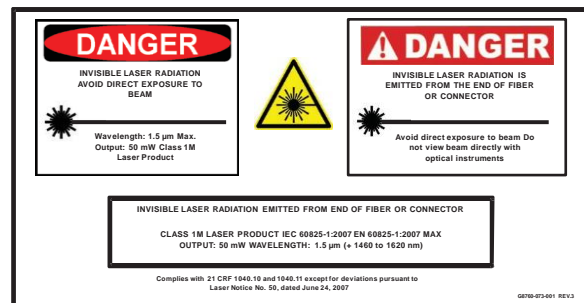 DANGER
INVISIBLE LASER RADIATION
AVOID DIRECT EXPOSURE TO
BEAM
Wavelength: 1.5 µm Max.
Output: 50 mW Class 1M
Laser Product
DANGER
INVISIBLE LASER RADIATION IS
EMITTED FROM THE END OF FIBER
OR CONNECTOR
Avoid direct exposure to beam Do
not view beam directly with
optical instruments
INVISIBLE LASER RADIATION EMITTED FROM END OF FIBER OR CONNECTOR
CLASS 1M LASER PRODUCT IEC 60825-1:2007 EN 60825-1:2007 MAX
OUTPUT: 50 mW WAVELENGTH: 1.5 µm (+ 1460 to 1620 nm)
Complies with 21 CRF 1040.10 and 1040.11 except for deviations pursuant to
Laser Notice No. 50, dated June 24, 2007
G8760-073-001 REV.3